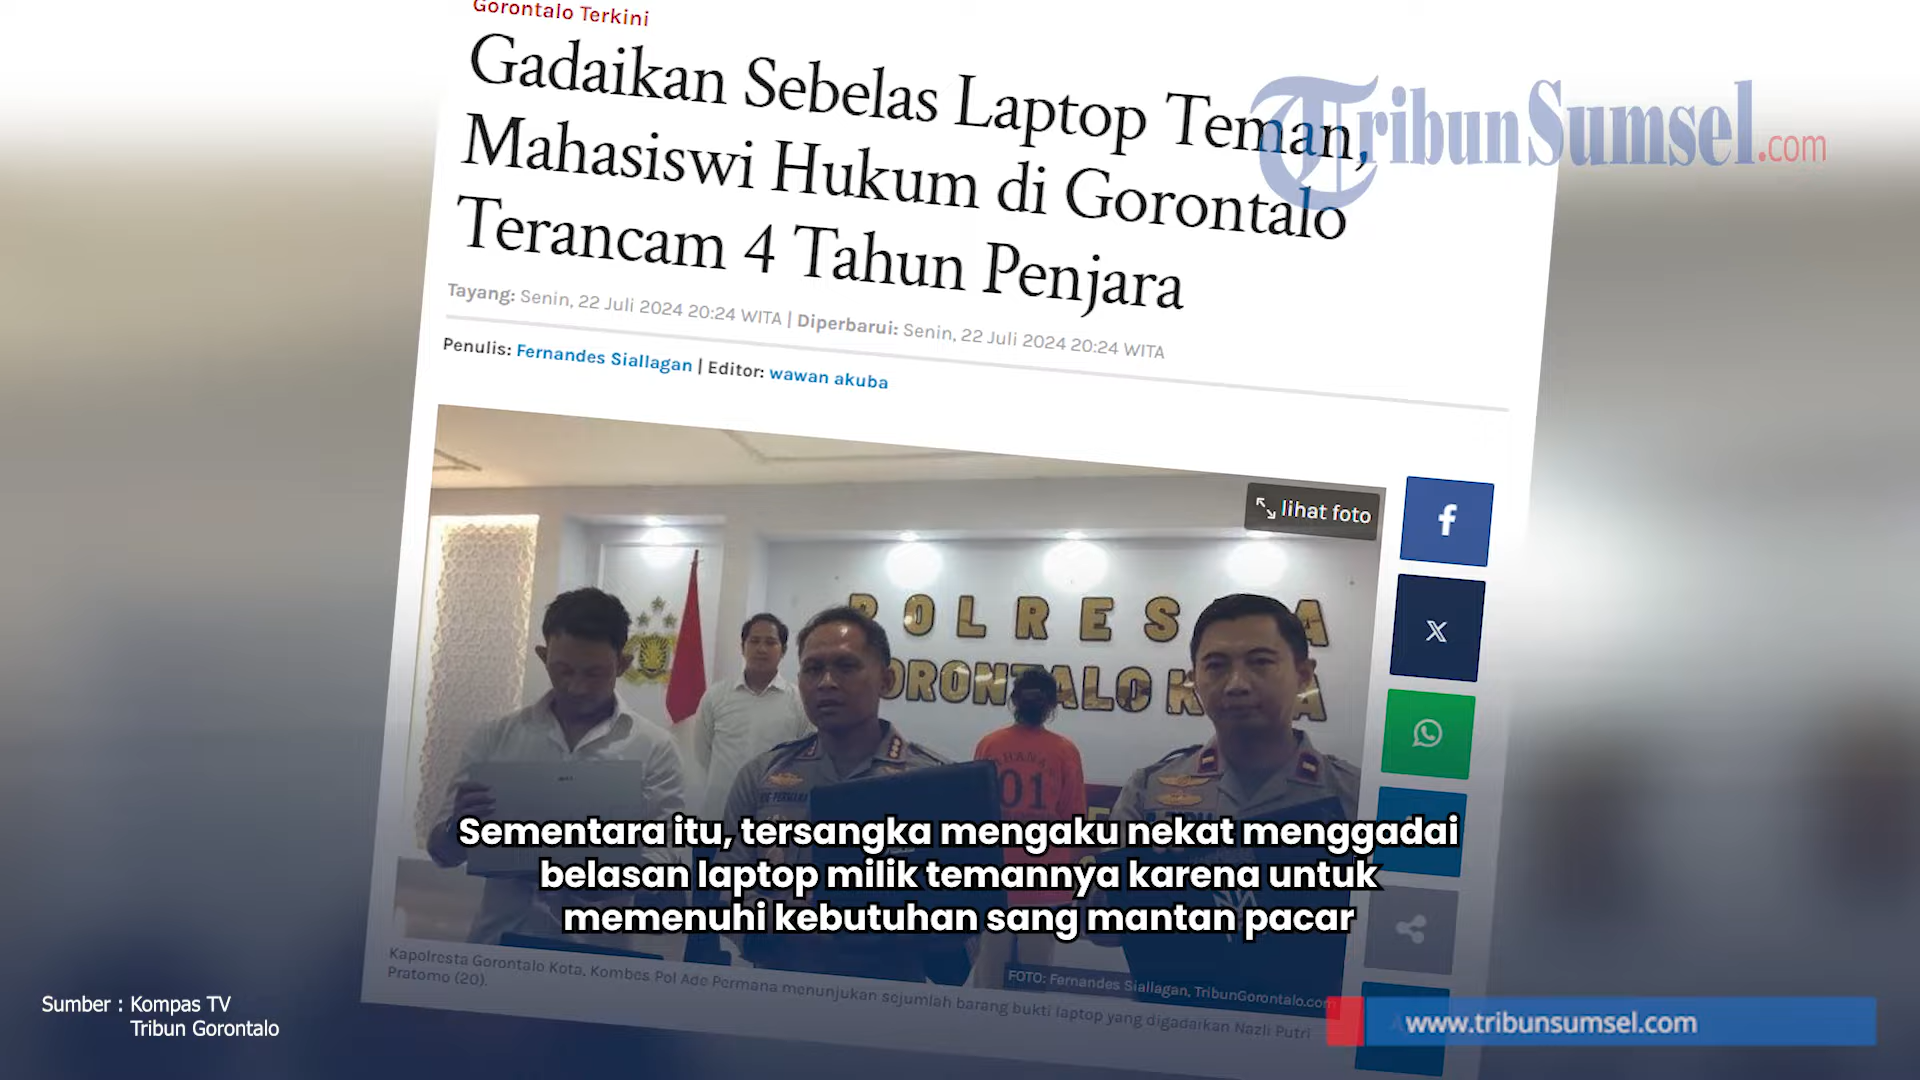 Gorontalo Terkini
Gadaikan Sebelas Laptop Teman,
Mahasiswi Hukum di Gorontalo
Terancam 4 Tahun Penjara
TribunSumsel.com
Tayang: Senin, 22 Juli 2024 20:24 WITA | Diperbarui: Senin, 22 Juli 2024 20:24 WITA
Penulis: Fernandes Siallagan | Editor: wawan akuba
lihat foto
POLRESTA
GORONTALO KOTA
TAHANAN
01
Sementara itu, tersangka mengaku nekat menggadai
belasan laptop milik temannya karena untuk
memenuhi kebutuhan sang mantan pacar
FOTO: Fernandes Siallagan, TribunGorontalo.com
Kapolresta Gorontalo Kota, Kombes Pol Ade Permana menunjukan sejumlah barang bukti laptop yang digadaikan Nazli Putri
Pratomo (20).
Sumber : Kompas TV
Tribun Gorontalo
www.tribunsumsel.com